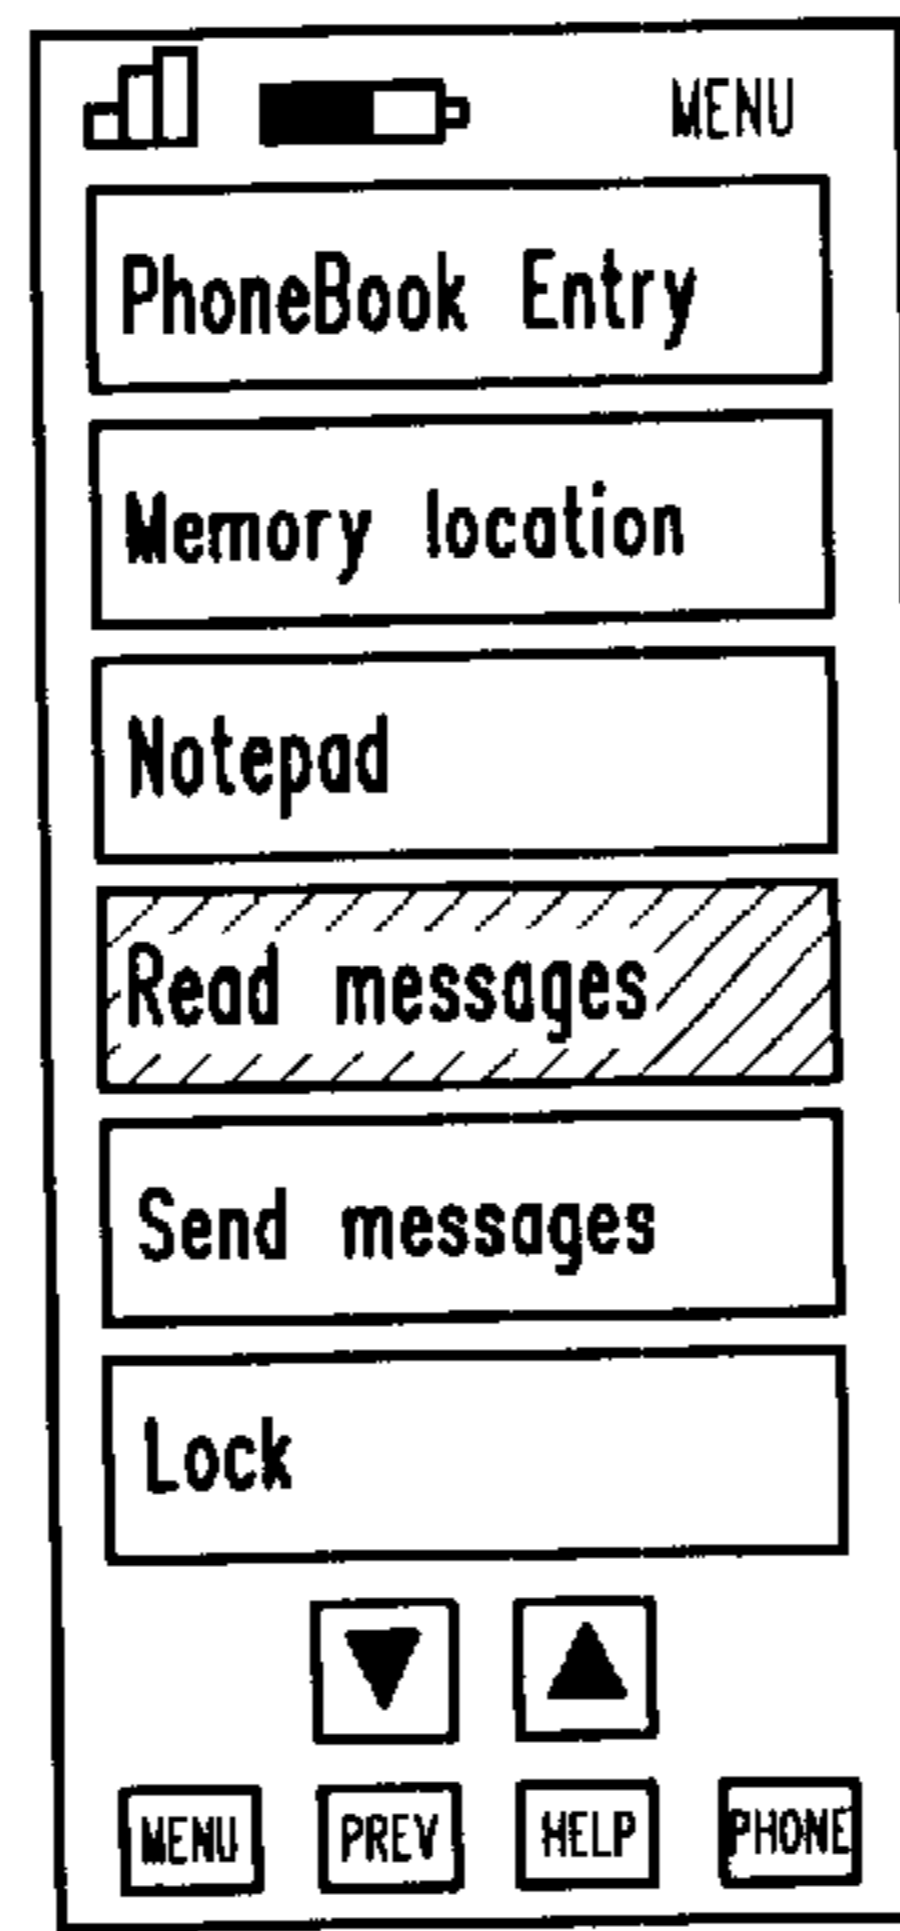 MENU
PhoneBook Entry
Memory location
Notepad
Read messages
Send messages
Lock
MENU PREV HELP PHONE